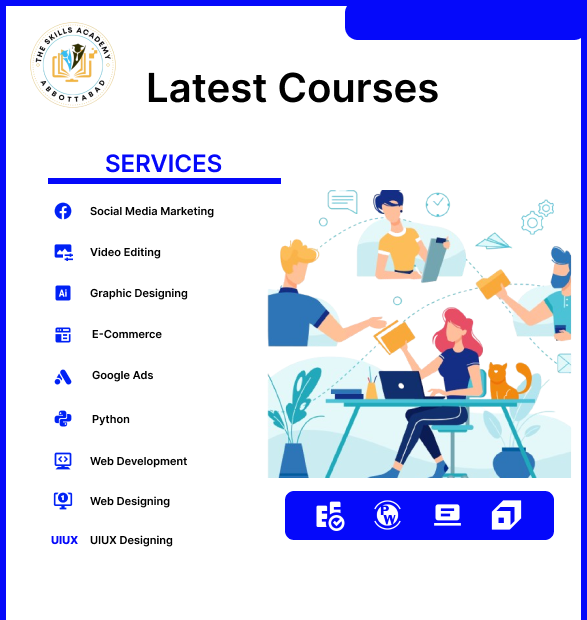 THE SKILLS ACADEMY
ABBOTTABAD
Latest Courses
SERVICES
Social Media Marketing
Video Editing
Ai Graphic Designing
E-Commerce
Google Ads
Python
Web Development
Web Designing
UIUX UIUX Designing
PW